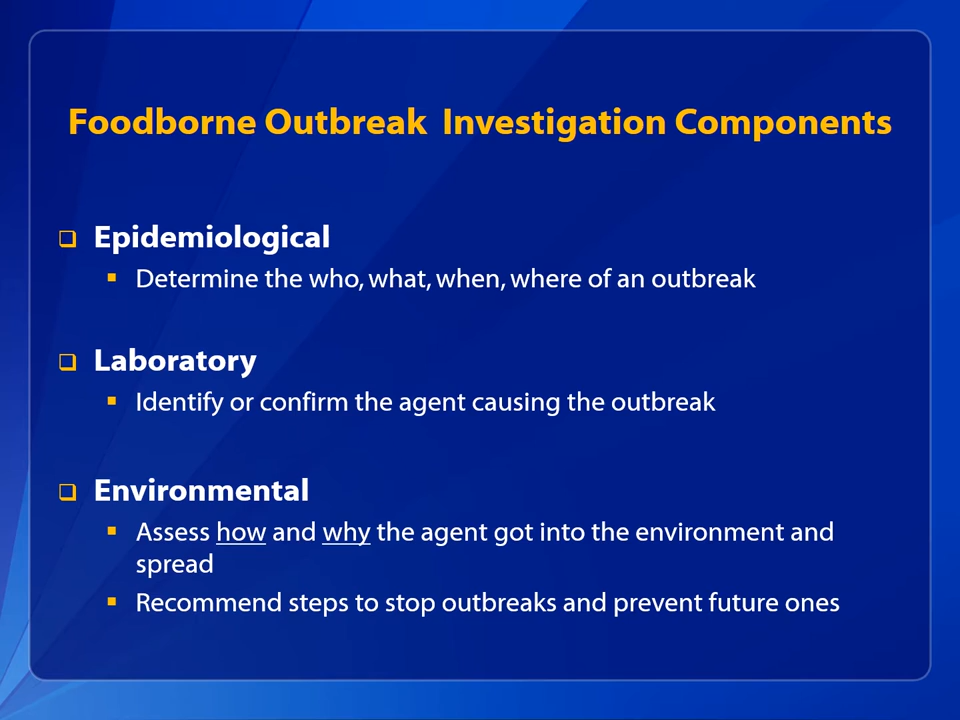 Foodborne Outbreak  Investigation Components
Epidemiological
Determine the who, what, when, where of an outbreak
Laboratory
Identify or confirm the agent causing the outbreak
Environmental
Assess how and why the agent got into the environment and
spread
Recommend steps to stop outbreaks and prevent future ones